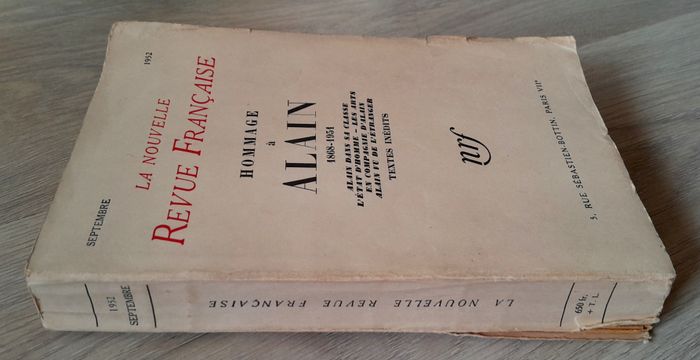 SEPTEMBRE 1952
LA NOUVELLE
REVUE FRANÇAISE
HOMMAGE
à
ALAIN
1868-1951
ALAIN DANS SA CLASSE
L'ÉTAT D'HOMME - LES ARTS
EN COMPAGNIE D'ALAIN
ALAIN VU DE L'ÉTRANGER
TEXTES INÉDITS
nrf
5, RUE SÉBASTIEN-BOTTIN, PARIS VIIe
1952
SEPTEMBRE
LA NOUVELLE REVUE FRANÇAISE
650 fr.
+ T. L.